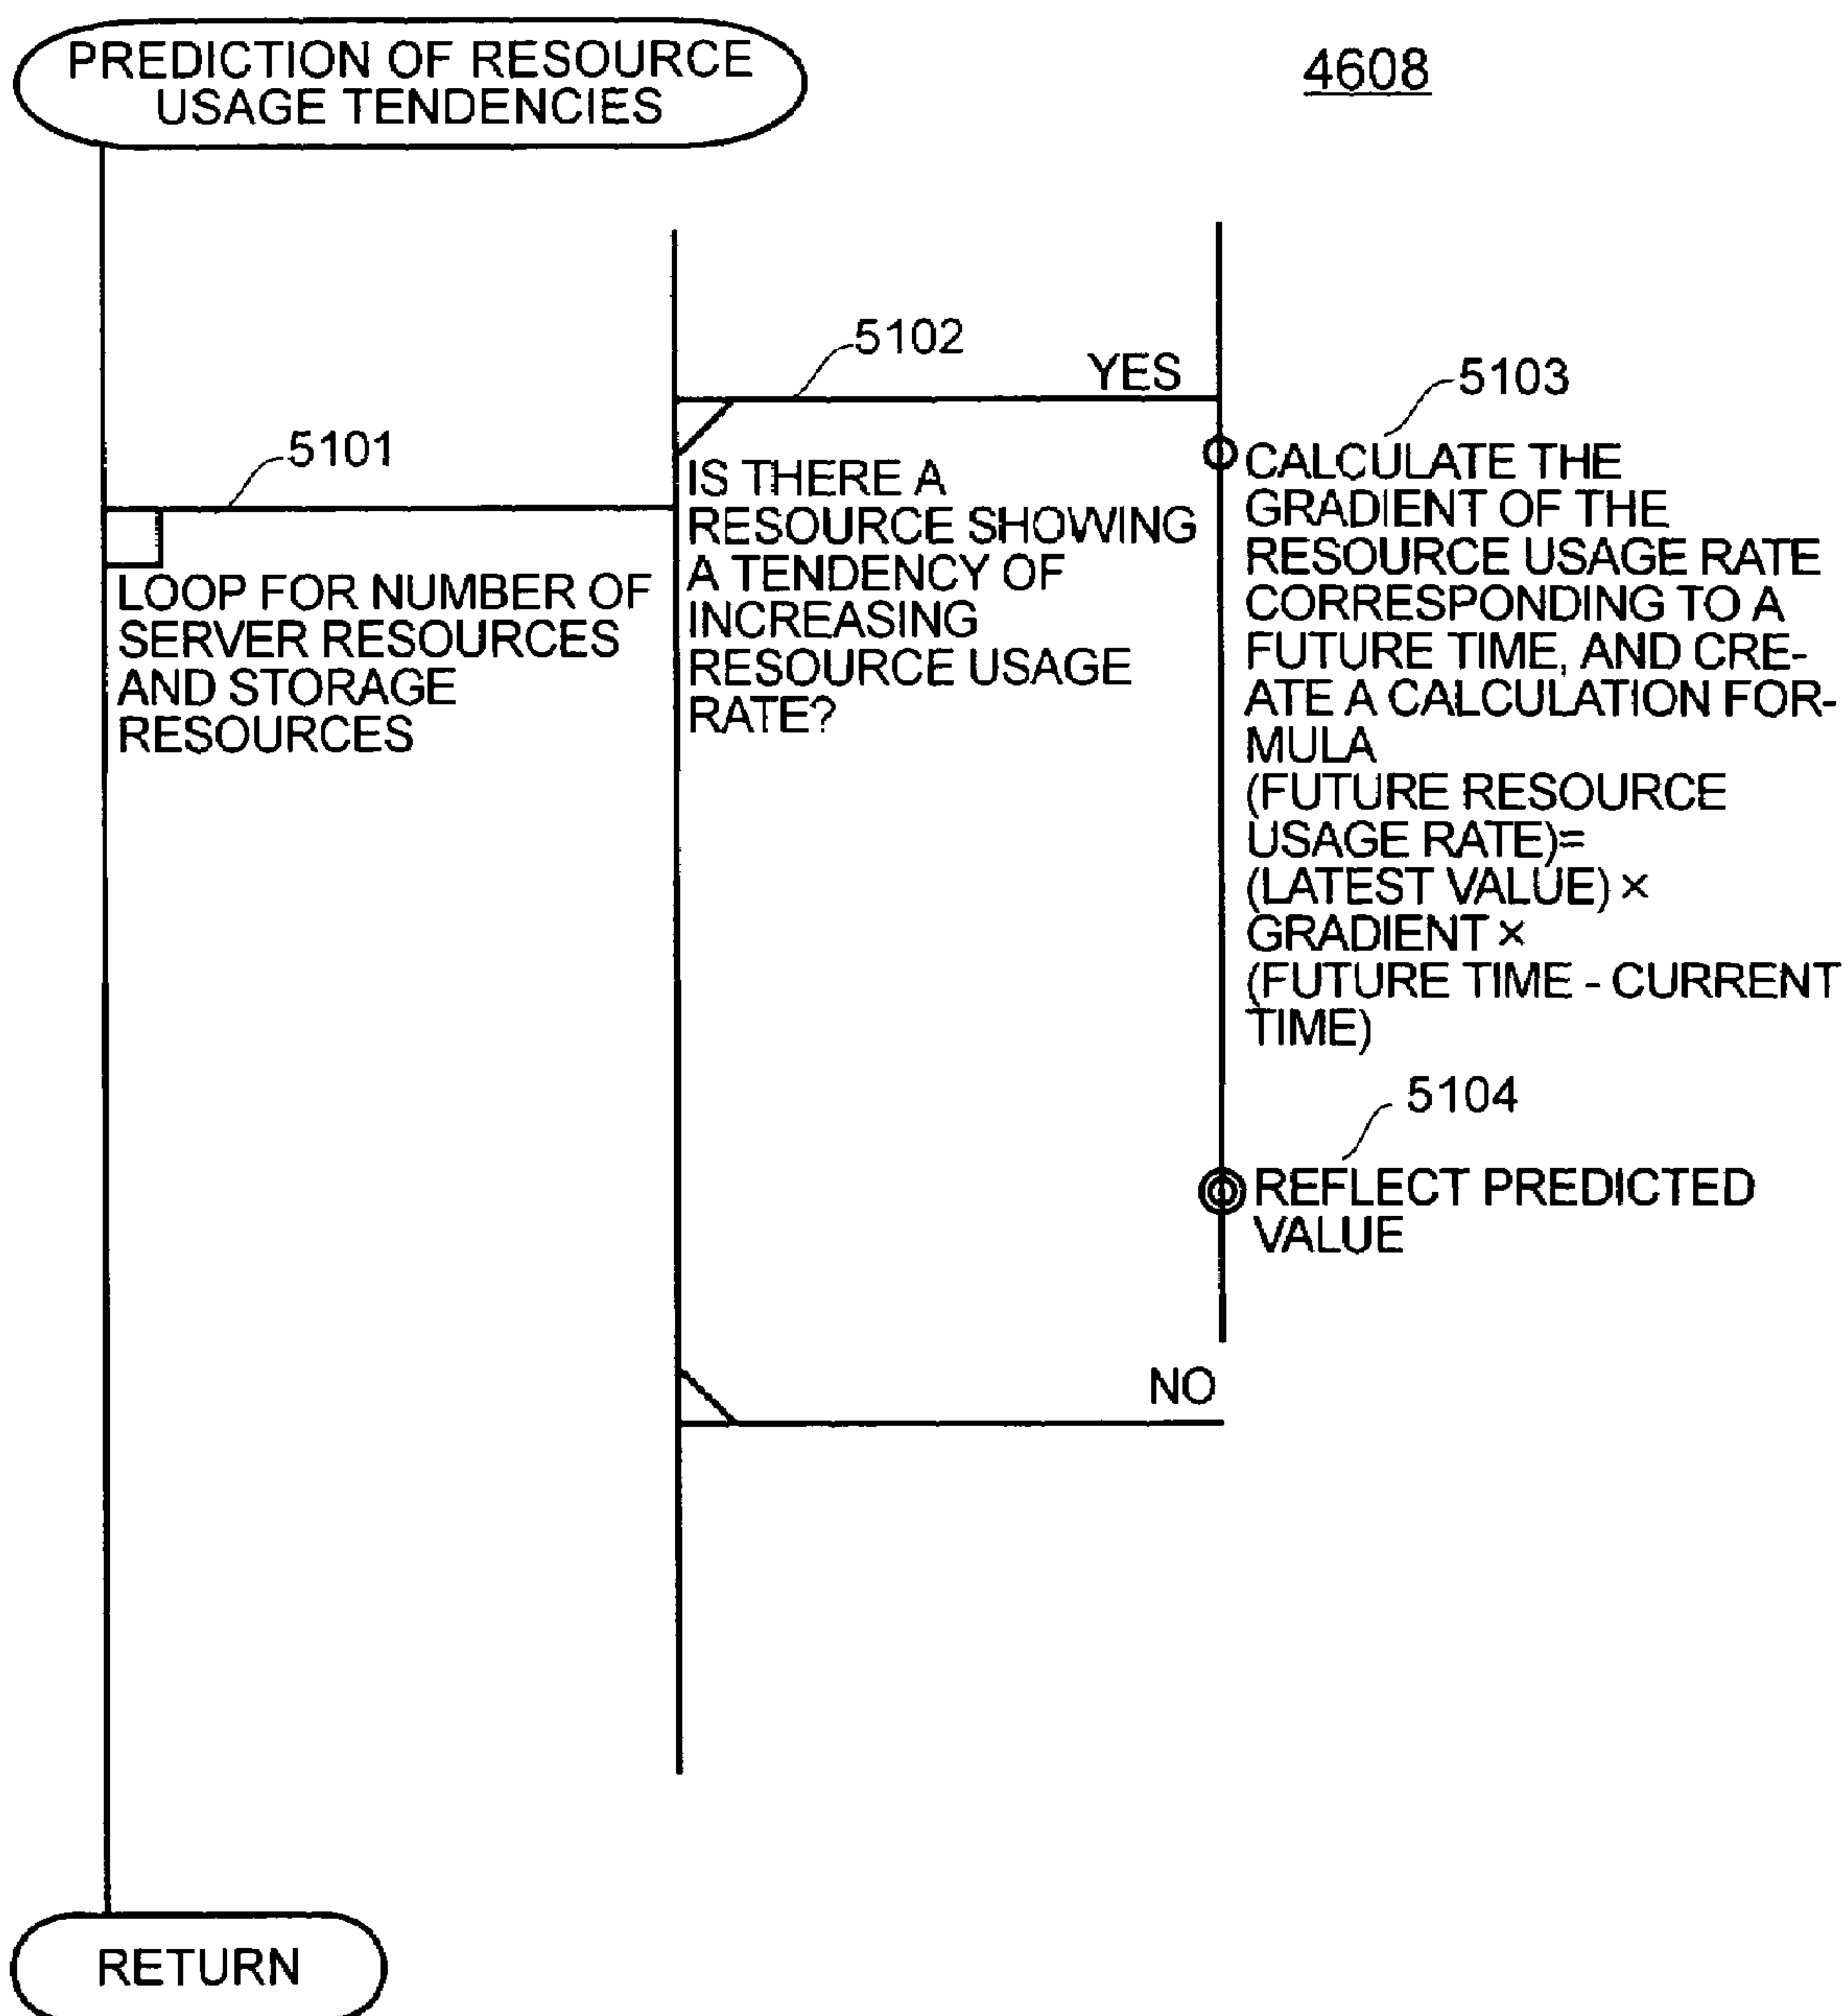 PREDICTION OF RESOURCE
USAGE TENDENCIES
4608
5101
LOOP FOR NUMBER OF
SERVER RESOURCES
AND STORAGE
RESOURCES
5102
YES
IS THERE A
RESOURCE SHOWING
A TENDENCY OF
INCREASING
RESOURCE USAGE
RATE?
5103
CALCULATE THE
GRADIENT OF THE
RESOURCE USAGE RATE
CORRESPONDING TO A
FUTURE TIME, AND CRE-
ATE A CALCULATION FOR-
MULA
(FUTURE RESOURCE
USAGE RATE)=
(LATEST VALUE) ×
GRADIENT ×
(FUTURE TIME - CURRENT
TIME)
5104
REFLECT PREDICTED
VALUE
NO
RETURN